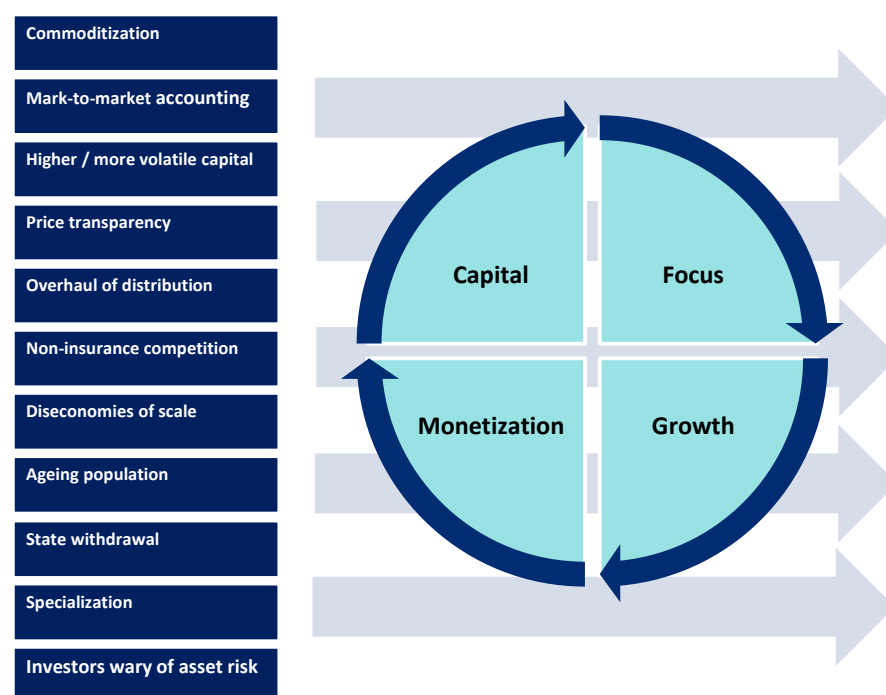 Commoditization
Mark-to-market accounting
Higher / more volatile capital
Price transparency
Overhaul of distribution
Non-insurance competition
Diseconomies of scale
Ageing population
State withdrawal
Specialization
Investors wary of asset risk
Capital
Focus
Monetization
Growth